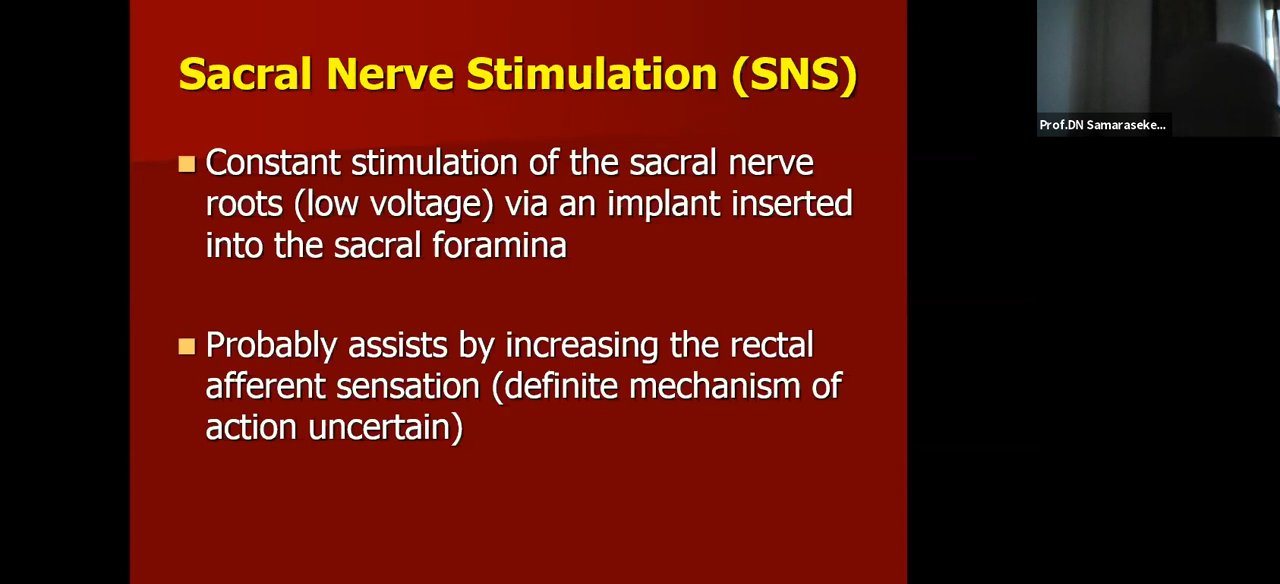 Sacral Nerve Stimulation (SNS)
Constant stimulation of the sacral nerve
roots (low voltage) via an implant inserted
into the sacral foramina
Probably assists by increasing the rectal
afferent sensation (definite mechanism of
action uncertain)
Prof.DN Samaraseke...